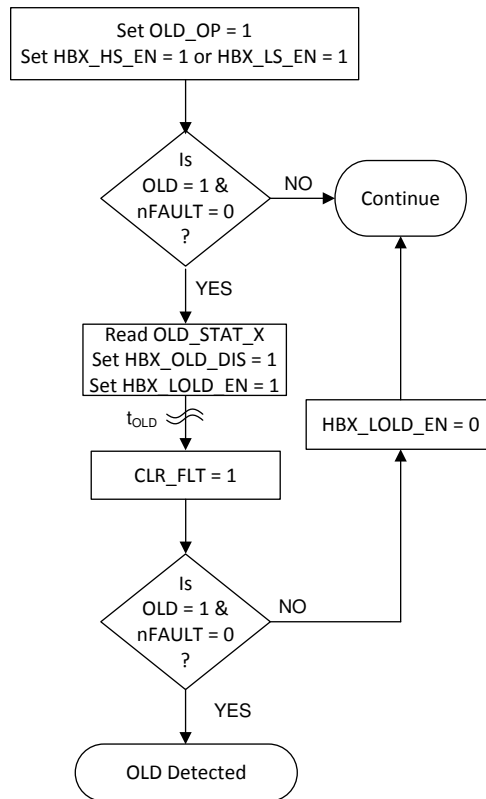 Set OLD_OP = 1
Set HBX_HS_EN = 1 or HBX_LS_EN = 1
Is
OLD = 1 &
nFAULT = 0
?
NO
Continue
YES
Read OLD_STAT_X
Set HBX_OLD_DIS = 1
Set HBX_LOLD_EN = 1
tOLD
HBX_LOLD_EN = 0
CLR_FLT = 1
Is
OLD = 1 &
nFAULT = 0
?
NO
YES
OLD Detected